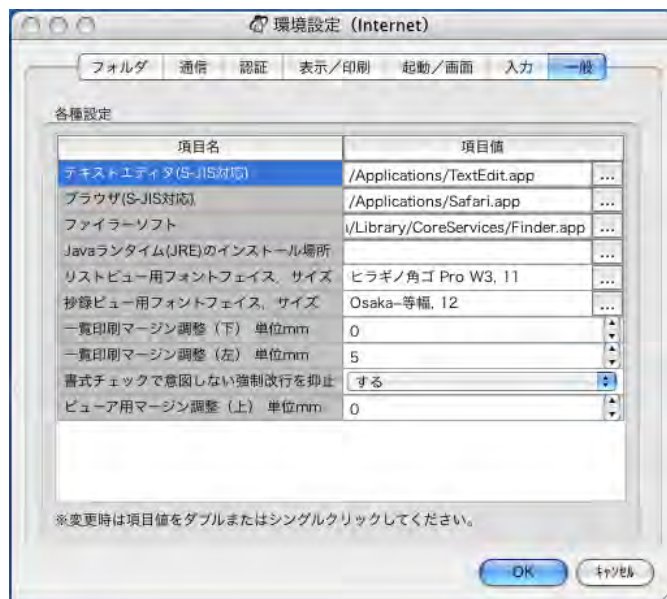 環境設定（Internet）
フォルダ 通信 認証 表示／印刷 起動／画面 入力 一般
各種設定
項目名 項目値
テキストエディタ(S-JIS対応) /Applications/TextEdit.app ...
ブラウザ(S-JIS対応) /Applications/Safari.app ...
ファイラーソフト /Library/CoreServices/Finder.app ...
Javaランタイム(JRE)のインストール場所 ...
リストビュー用フォントフェイス，サイズ ヒラギノ角ゴ Pro W3, 11 ...
抄録ビュー用フォントフェイス，サイズ Osaka−等幅, 12 ...
一覧印刷マージン調整（下） 単位mm 0
一覧印刷マージン調整（左） 単位mm 5
書式チェックで意図しない強制改行を抑止 する
ビューア用マージン調整（上） 単位mm 0
※変更時は項目値をダブルまたはシングルクリックしてください。
OK ｷｬﾝｾﾙ